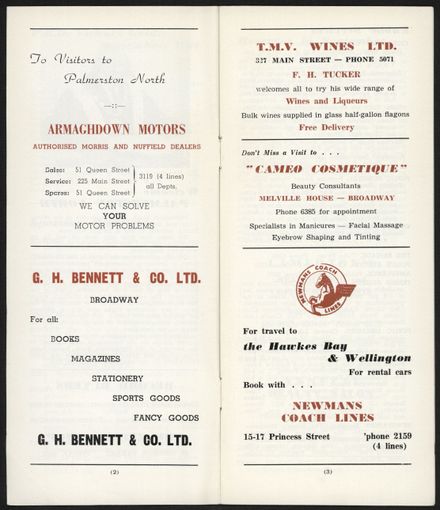 To Visitors to
Palmerston North
—::—
ARMAGHDOWN MOTORS
AUTHORISED MORRIS AND NUFFIELD DEALERS
Sales: 51 Queen Street
Service: 225 Main Street
Spares: 51 Queen Street
3119 (4 lines)
all Depts.
WE CAN SOLVE
YOUR
MOTOR PROBLEMS
G. H. BENNETT & CO. LTD.
BROADWAY
For all:
BOOKS
MAGAZINES
STATIONERY
SPORTS GOODS
FANCY GOODS
G. H. BENNETT & CO. LTD.
(2)
T.M.V. WINES LTD.
327 MAIN STREET — PHONE 5071
F. H. TUCKER
welcomes all to try his wide range of
Wines and Liqueurs
Bulk wines supplied in glass half-gallon flagons
Free Delivery
Don't Miss a Visit to . . .
"CAMEO COSMETIQUE"
Beauty Consultants
MELVILLE HOUSE — BROADWAY
Phone 6385 for appointment
Specialists in Manicures — Facial Massage
Eyebrow Shaping and Tinting
NEWMANS COACH
LINES
For travel to
the Hawkes Bay
& Wellington
For rental cars
Book with . . .
NEWMANS
COACH LINES
15-17 Princess Street 'phone 2159
(4 lines)
(3)